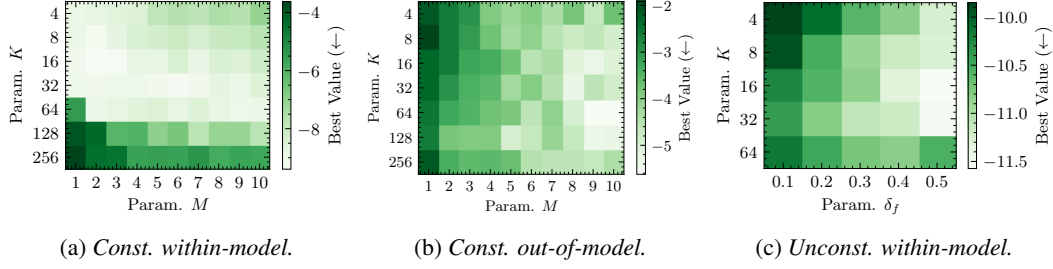 4
8
16
32
64
128
256
Param. K
1 2 3 4 5 6 7 8 9 10
Param. M
−4
−6
−8
Best Value (←)
(a) Const. within-model.
4
8
16
32
64
128
256
Param. K
1 2 3 4 5 6 7 8 9 10
Param. M
−2
−3
−4
−5
Best Value (←)
(b) Const. out-of-model.
4
8
16
32
64
Param. K
0.1 0.2 0.3 0.4 0.5
Param. δf
−10.0
−10.5
−11.0
−11.5
Best Value (←)
(c) Unconst. within-model.